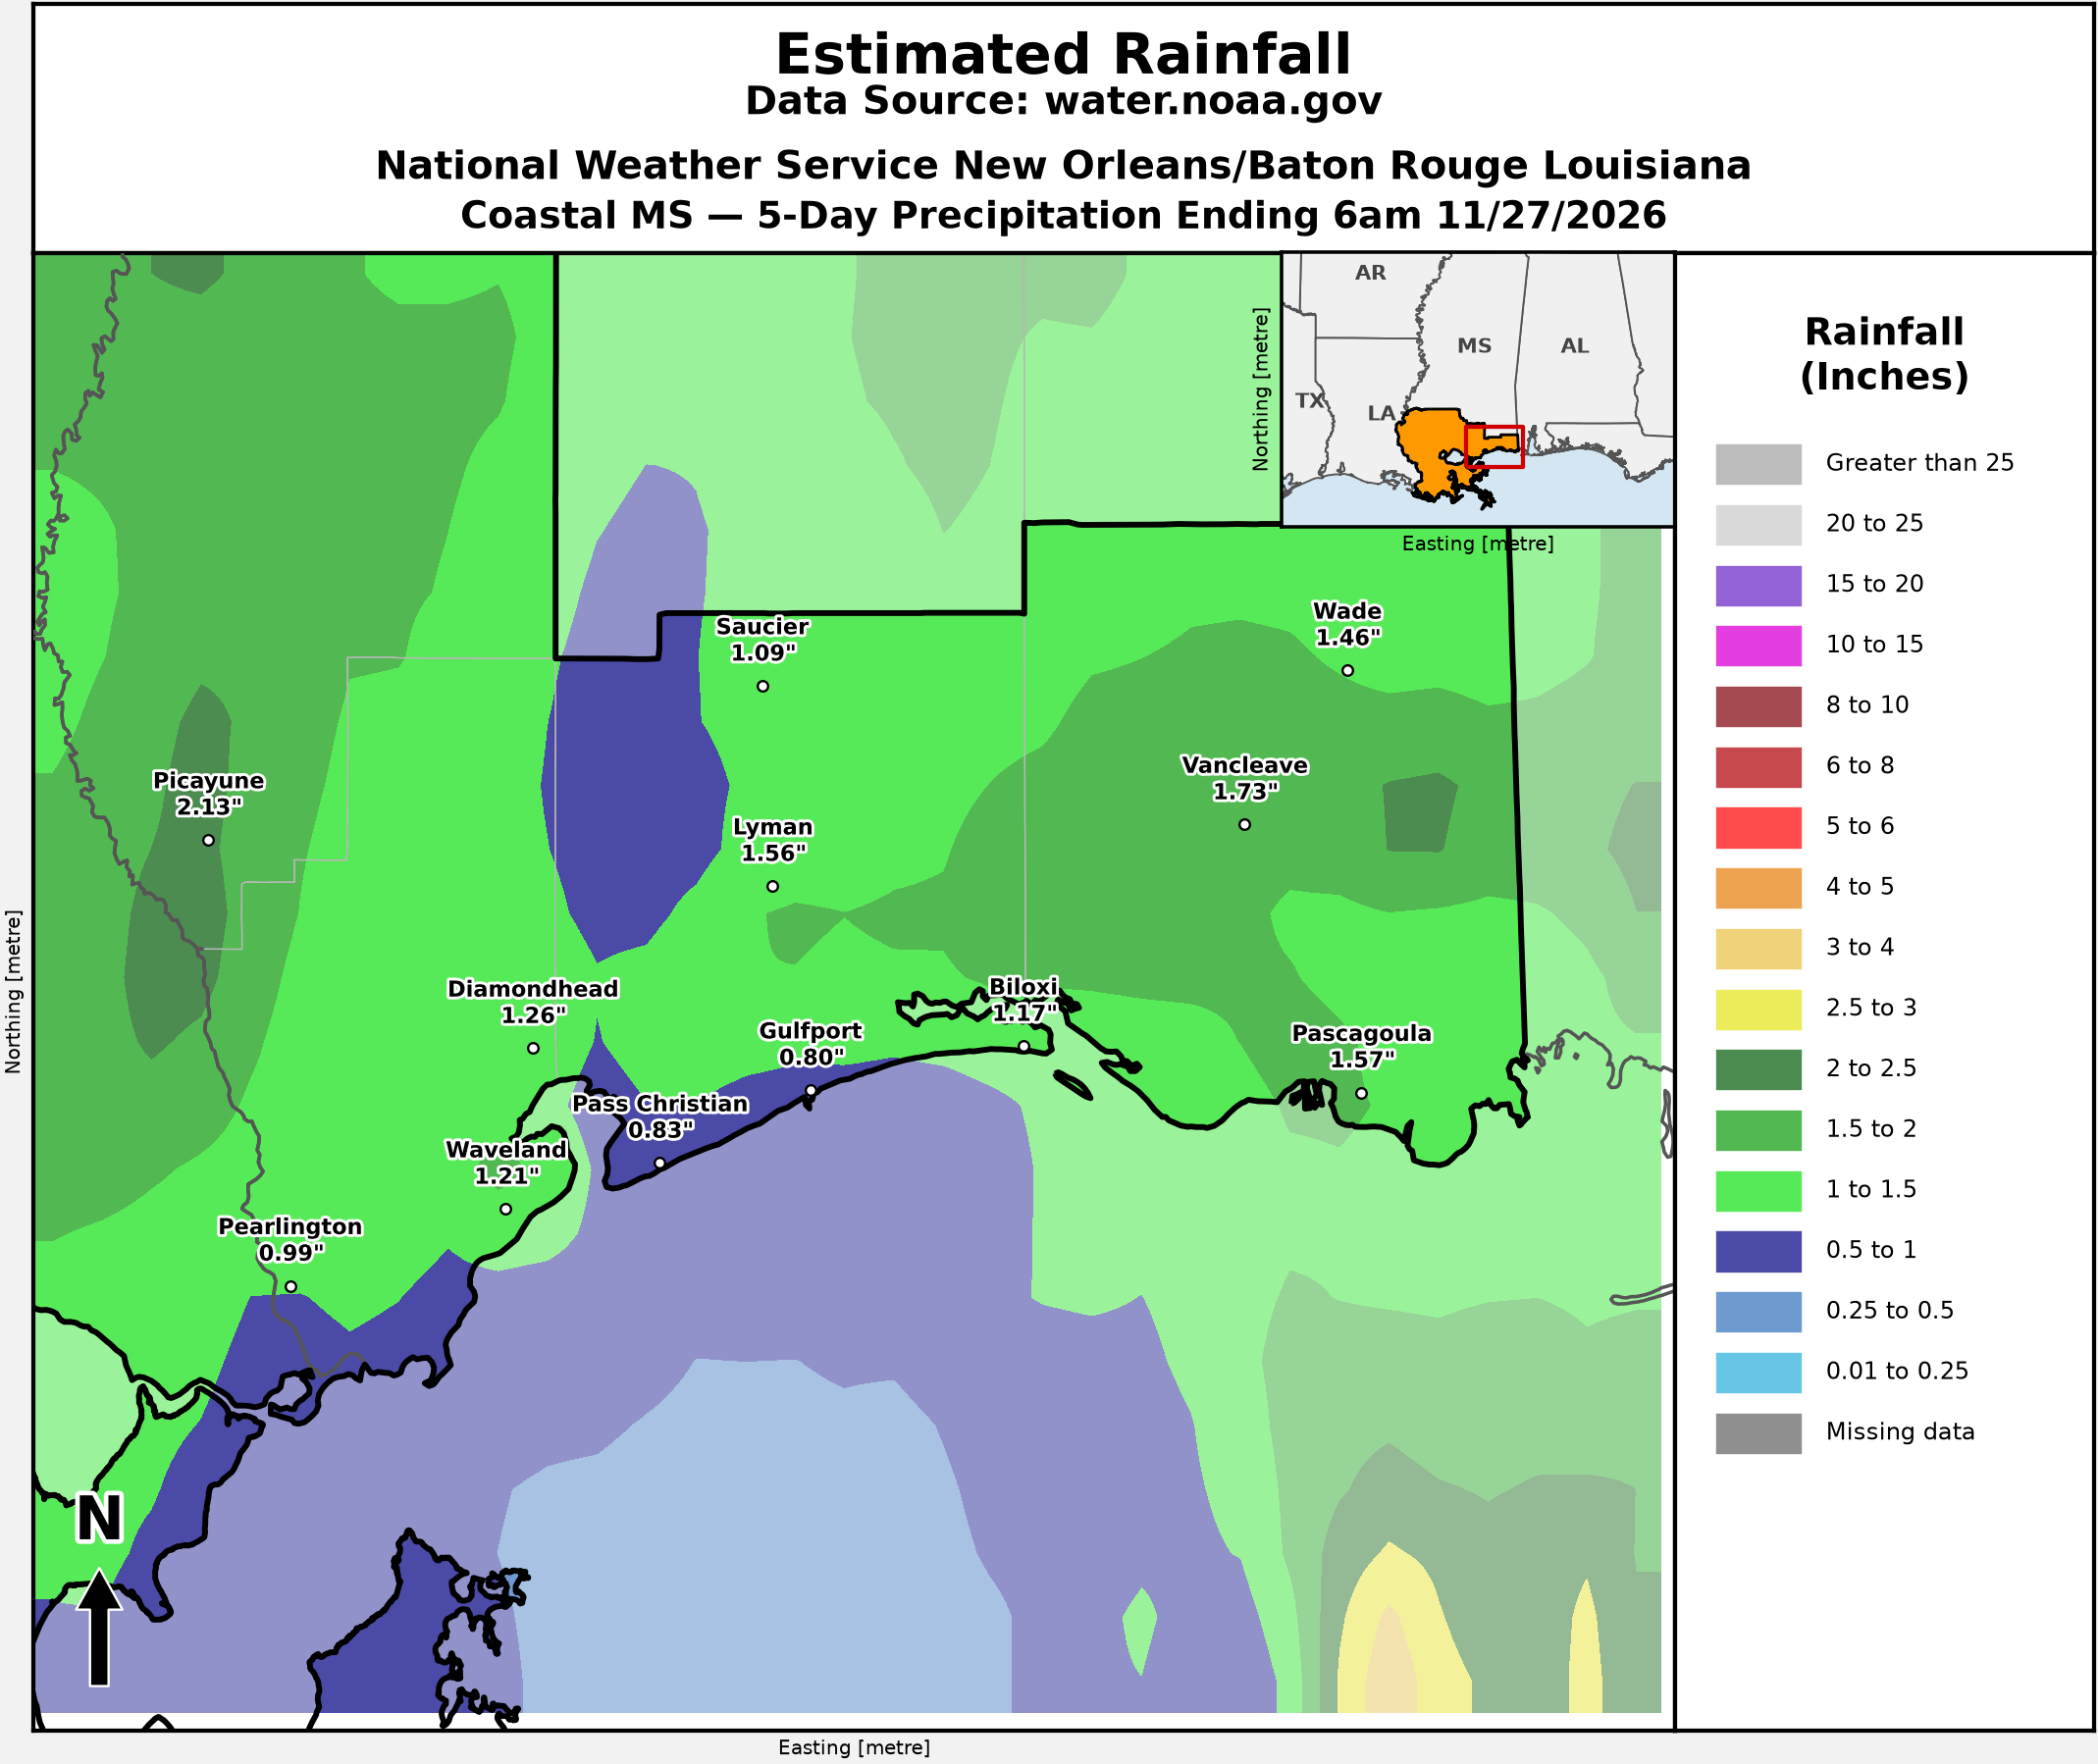 Estimated Rainfall
Data Source: water.noaa.gov
National Weather Service New Orleans/Baton Rouge Louisiana
Coastal MS — 5-Day Precipitation Ending 6am 11/27/2026
AR
MS
AL
TX
LA
Northing [metre]
Easting [metre]
Rainfall
(Inches)
Greater than 25
20 to 25
15 to 20
10 to 15
8 to 10
6 to 8
5 to 6
4 to 5
3 to 4
2.5 to 3
2 to 2.5
1.5 to 2
1 to 1.5
0.5 to 1
0.25 to 0.5
0.01 to 0.25
Missing data
Wade
1.46"
Saucier
1.09"
Vancleave
1.73"
Picayune
2.13"
Lyman
1.56"
Diamondhead
1.26"
Biloxi
1.17"
Gulfport
0.80"
Pascagoula
1.57"
Pass Christian
0.83"
Waveland
1.21"
Pearlington
0.99"
N
Northing [metre]
Easting [metre]